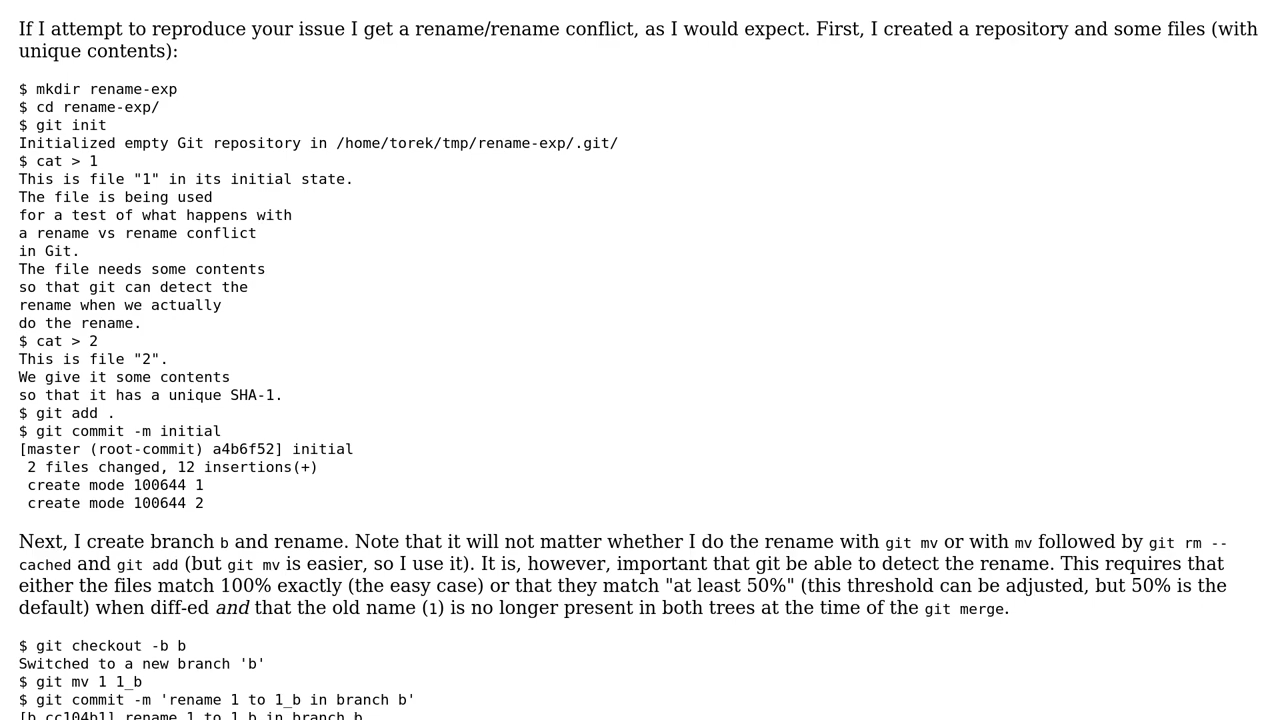 If I attempt to reproduce your issue I get a rename/rename conflict, as I would expect. First, I created a repository and some files (with
unique contents):
$ mkdir rename-exp
$ cd rename-exp/
$ git init
Initialized empty Git repository in /home/torek/tmp/rename-exp/.git/
$ cat > 1
This is file "1" in its initial state.
The file is being used
for a test of what happens with
a rename vs rename conflict
in Git.
The file needs some contents
so that git can detect the
rename when we actually
do the rename.
$ cat > 2
This is file "2".
We give it some contents
so that it has a unique SHA-1.
$ git add .
$ git commit -m initial
[master (root-commit) a4b6f52] initial
 2 files changed, 12 insertions(+)
 create mode 100644 1
 create mode 100644 2
Next, I create branch b and rename. Note that it will not matter whether I do the rename with git mv or with mv followed by git rm --
cached and git add (but git mv is easier, so I use it). It is, however, important that git be able to detect the rename. This requires that
either the files match 100% exactly (the easy case) or that they match "at least 50%" (this threshold can be adjusted, but 50% is the
default) when diff-ed and that the old name (1) is no longer present in both trees at the time of the git merge.
$ git checkout -b b
Switched to a new branch 'b'
$ git mv 1 1_b
$ git commit -m 'rename 1 to 1_b in branch b'
[b cc104b1] rename 1 to 1_b in branch b